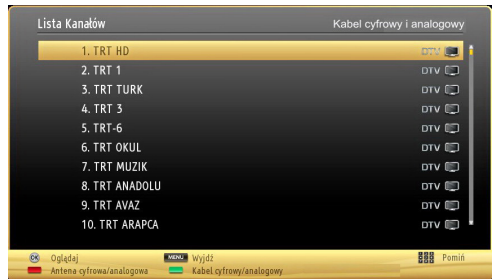 Lista Kanałów Kabel cyfrowy i analogowy
1. TRT HD DTV
2. TRT 1 DTV
3. TRT TURK DTV
4. TRT 3 DTV
5. TRT-6 DTV
6. TRT OKUL DTV
7. TRT MUZIK DTV
8. TRT ANADOLU DTV
9. TRT AVAZ DTV
10. TRT ARAPCA DTV
OK Oglądaj MENU Wyjdź Pomiń
Antena cyfrowa/analogowa Kabel cyfrowy/analogowy